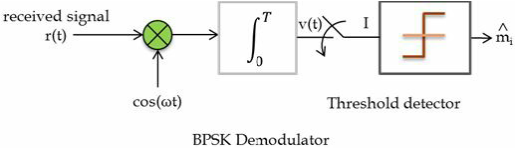 received signal
r(t)
∫₀ᵀ
v(t)
I
m̂ᵢ
cos(ωt)
Threshold detector
BPSK Demodulator